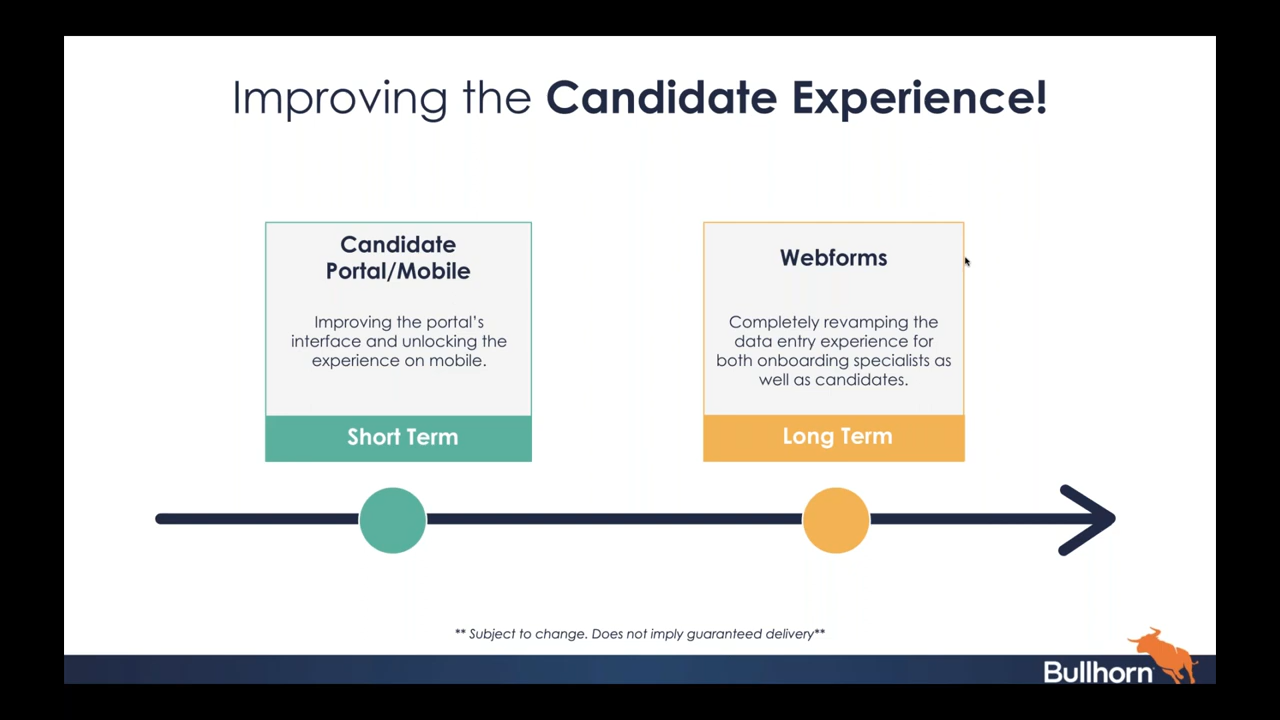 Improving the Candidate Experience!
Candidate
Portal/Mobile
Improving the portal's
interface and unlocking the
experience on mobile.
Short Term
Webforms
Completely revamping the
data entry experience for
both onboarding specialists as
well as candidates.
Long Term
** Subject to change. Does not imply guaranteed delivery**
Bullhorn